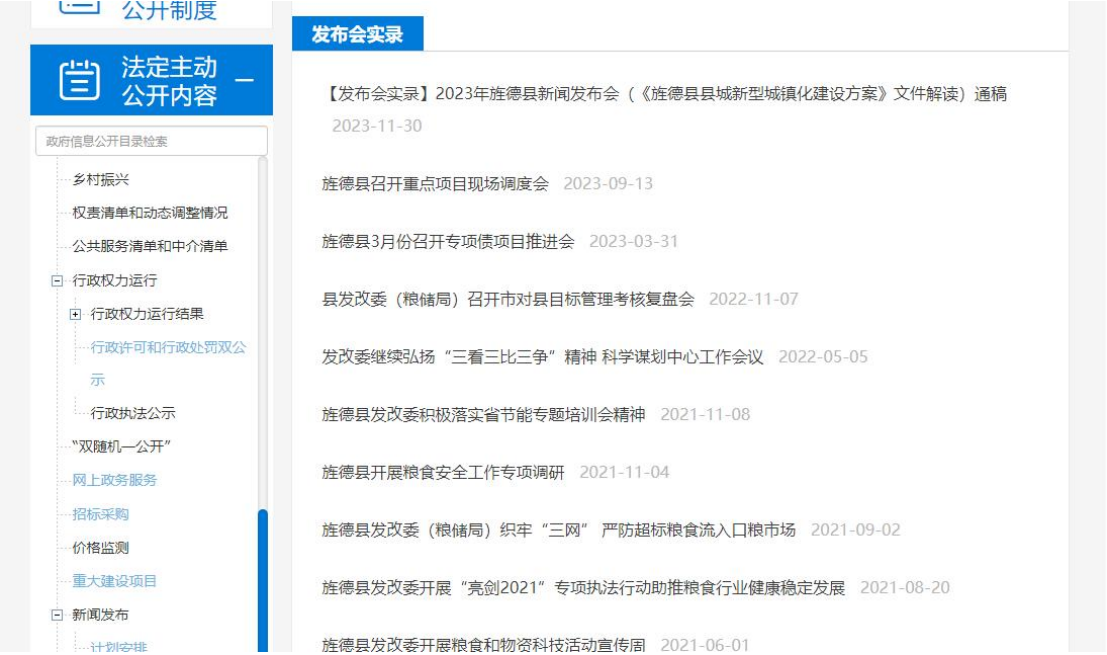 公开制度
法定主动
公开内容
政府信息公开目录检索
乡村振兴
权责清单和动态调整情况
公共服务清单和中介清单
行政权力运行
行政权力运行结果
行政许可和行政处罚双公
示
行政执法公示
“双随机一公开”
网上政务服务
招标采购
价格监测
重大建设项目
新闻发布
计划安排
发布会实录
【发布会实录】2023年旌德县新闻发布会（《旌德县县城新型城镇化建设方案》文件解读）通稿
2023-11-30
旌德县召开重点项目现场调度会 2023-09-13
旌德县3月份召开专项债项目推进会 2023-03-31
县发改委（粮储局）召开市对县目标管理考核复盘会 2022-11-07
发改委继续弘扬“三看三比三争”精神 科学谋划中心工作会议 2022-05-05
旌德县发改委积极落实省节能专题培训会精神 2021-11-08
旌德县开展粮食安全工作专项调研 2021-11-04
旌德县发改委（粮储局）织牢“三网” 严防超标粮食流入口粮市场 2021-09-02
旌德县发改委开展“亮剑2021”专项执法行动助推粮食行业健康稳定发展 2021-08-20
旌德县发改委开展粮食和物资科技活动宣传周 2021-06-01